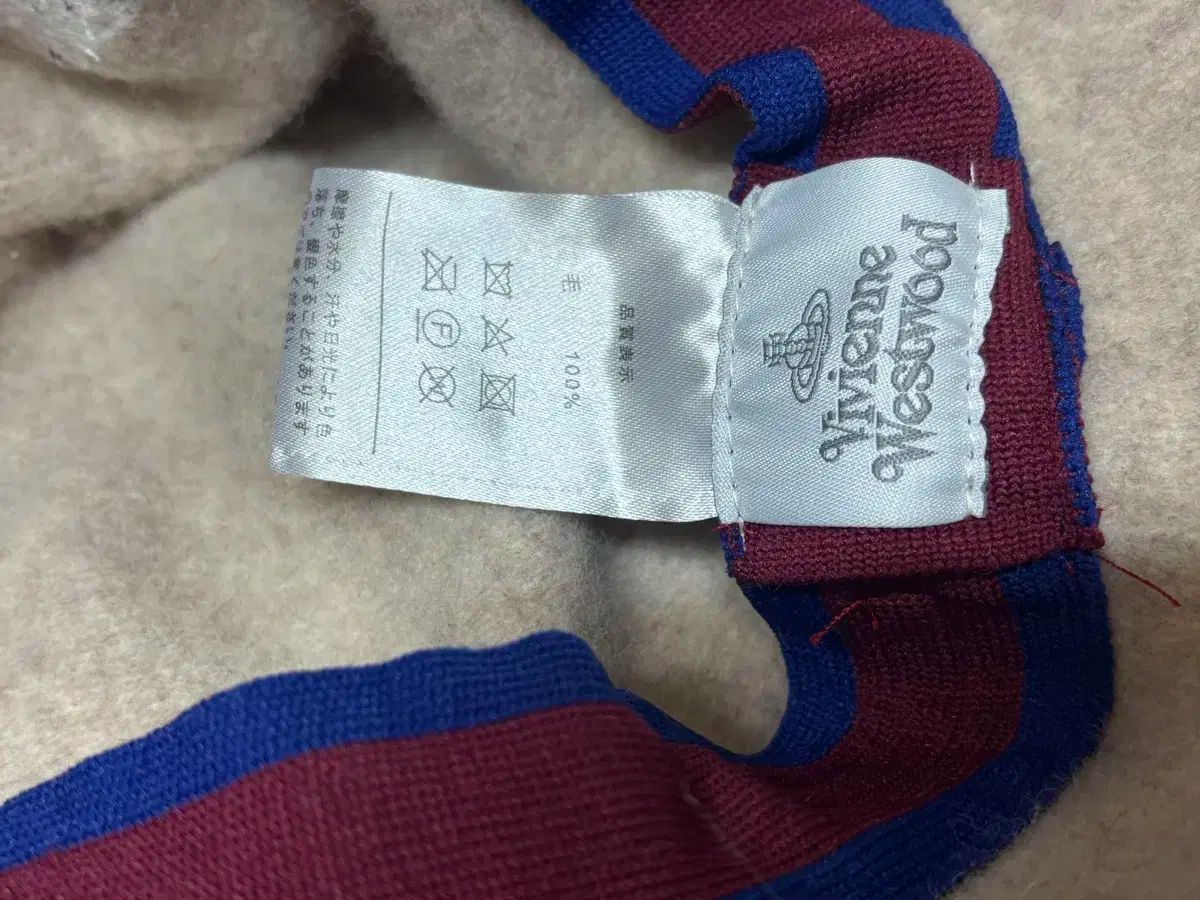 Vivienne
Westwood
品質表示
毛 100%
F
摩擦や水分、汗や日光により色
落ち、変色することがあります